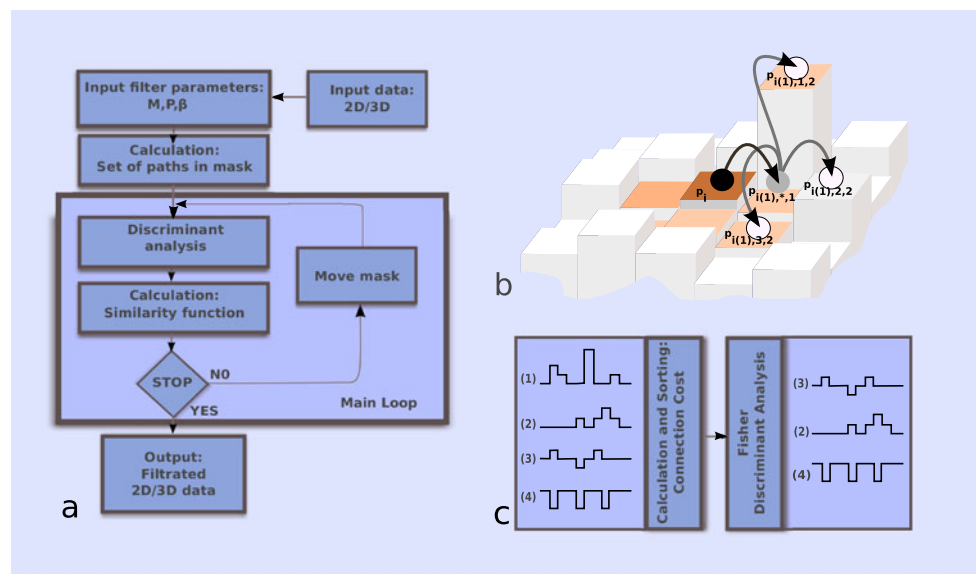 Input filter parameters:
M,P,β
Input data:
2D/3D
Calculation:
Set of paths in mask
Discriminant
analysis
Calculation:
Similarity function
Move mask
STOP
N0
YES
Main Loop
Output:
Filtrated
2D/3D data
a
p i(1),1,2
p i
p i(1),*,1
p i(1),2,2
p i(1),3,2
b
(1)
(2)
(3)
(4)
Calculation and Sorting:
Connection Cost
Fisher
Discriminant Analysis
(3)
(2)
(4)
c